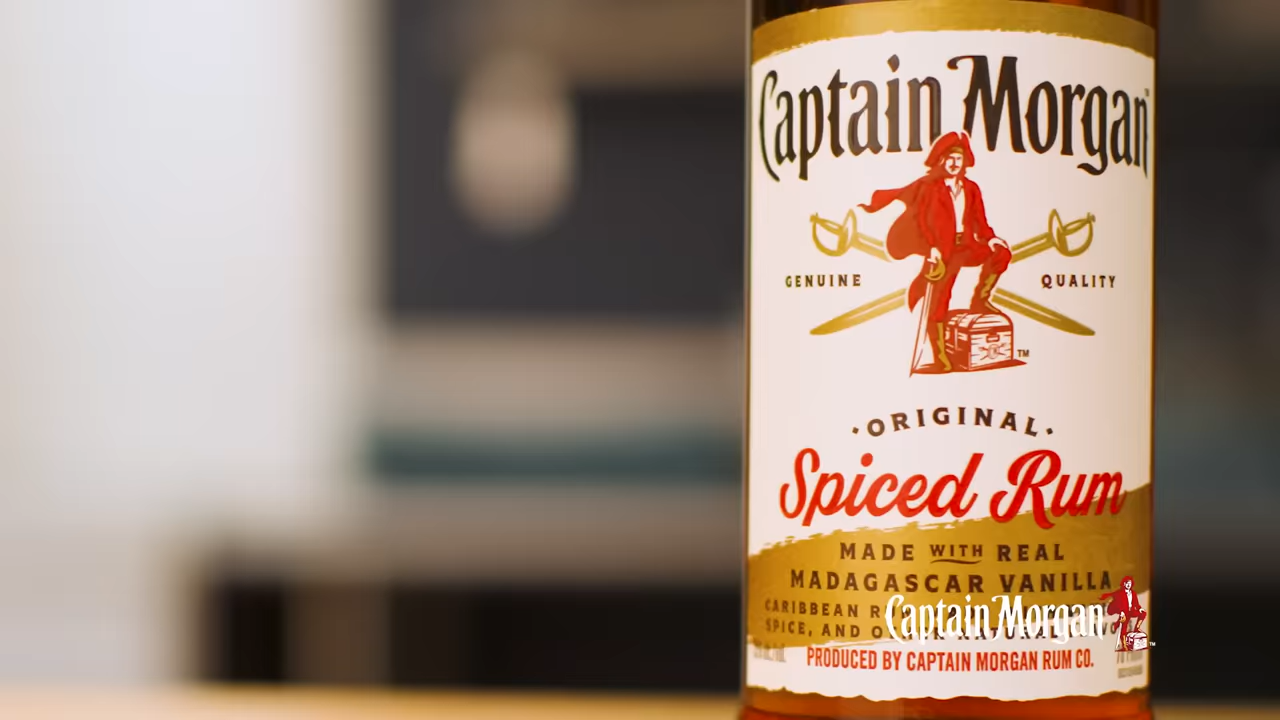 Captain Morgan
GENUINE QUALITY
TM
·ORIGINAL·
Spiced Rum
MADE WITH REAL
MADAGASCAR VANILLA
CARIBBEAN
SPICE, AND
Captain Morgan
TM
PRODUCED BY CAPTAIN MORGAN RUM CO.